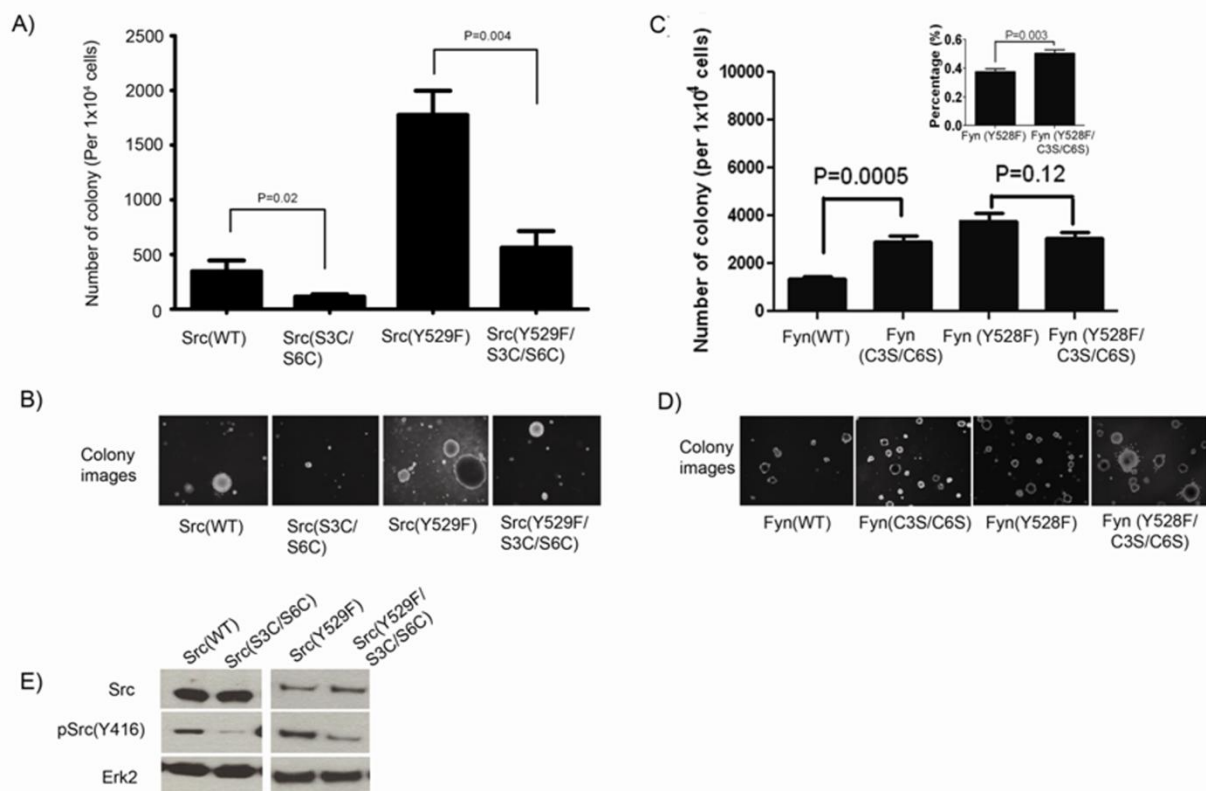 A)
Number of colony (Per 1x10⁴ cells)
2500
2000
1500
1000
500
0
P=0.02
P=0.004
Src(WT)
Src(S3C/
S6C)
Src(Y529F)
Src(Y529F/
S3C/S6C)
C)
Number of colony (per 1x10⁴ cells)
10000
8000
6000
4000
2000
0
P=0.0005
P=0.12
Fyn(WT)
Fyn
(C3S/C6S)
Fyn (Y528F)
Fyn (Y528F/
C3S/C6S)
Percentage (%)
0.6
0.4
0.2
0.0
P=0.003
Fyn (Y528F)
Fyn (Y528F/
C3S/C6S)
B)
Colony
images
Src(WT)
Src(S3C/
S6C)
Src(Y529F)
Src(Y529F/
S3C/S6C)
D)
Colony
images
Fyn(WT)
Fyn(C3S/C6S)
Fyn(Y528F)
Fyn (Y528F/
C3S/C6S)
E)
Src(WT)
Src(S3C/S6C)
Src(Y529F)
Src(Y529F/
S3C/S6C)
Src
pSrc(Y416)
Erk2